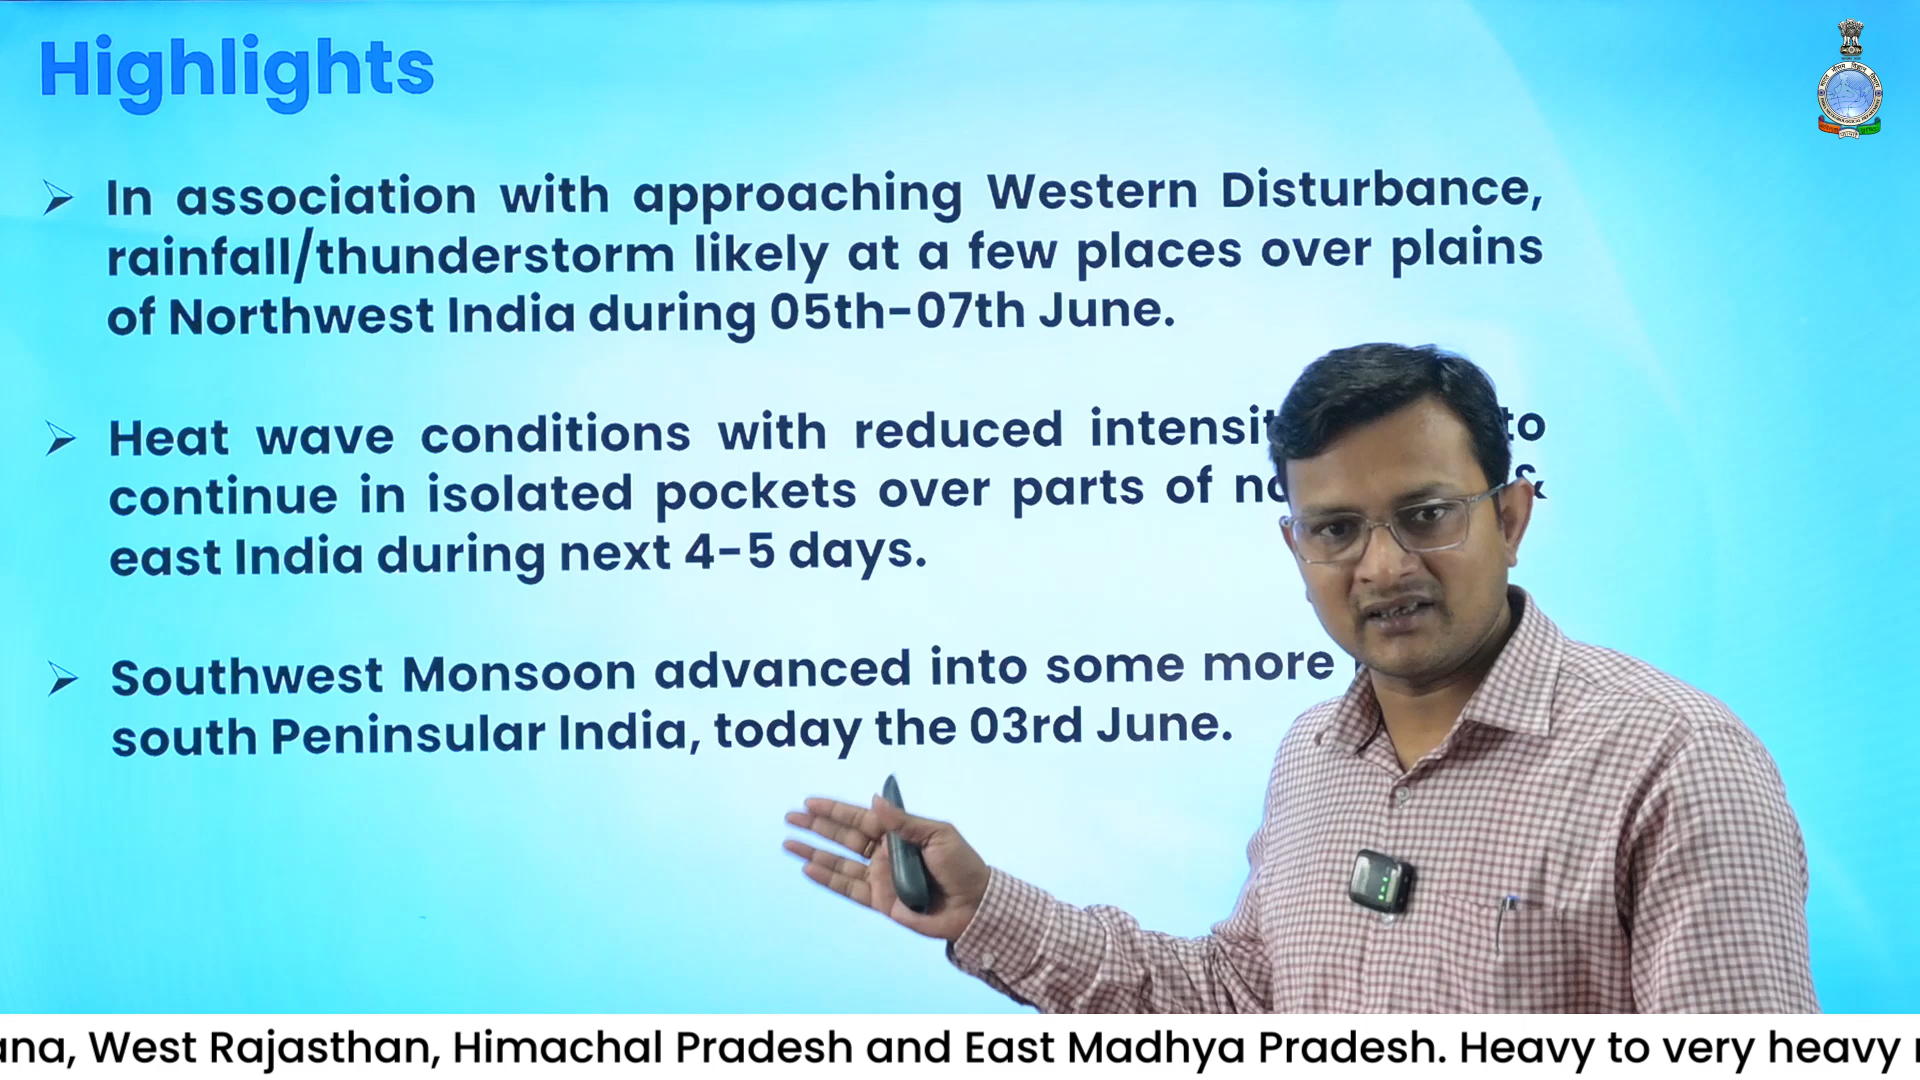 Highlights
In association with approaching Western Disturbance,
rainfall/thunderstorm likely at a few places over plains
of Northwest India during 05th-07th June.
Heat wave conditions with reduced to
continue in isolated pockets over parts of &
east India during next 4-5 days.
Southwest Monsoon advanced into some more
south Peninsular India, today the 03rd June.
West Rajasthan, Himachal Pradesh and East Madhya Pradesh. Heavy to very heavy